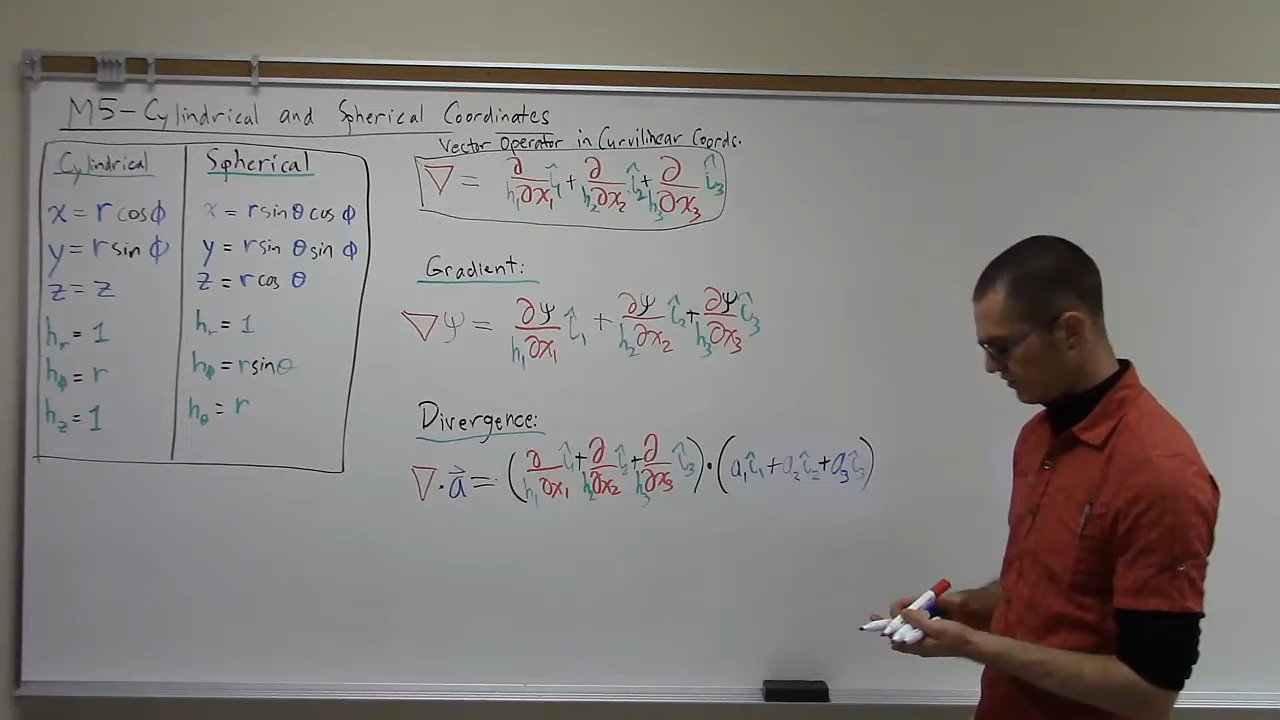 M5-Cylindrical and Spherical Coordinates
Cylindrical
x = r cosϕ
y = r sin ϕ
z = z
h_r = 1
h_ϕ = r
h_z = 1
Spherical
x = r sinθ cos ϕ
y = r sin θ sin ϕ
z = r cos θ
h_r = 1
h_ϕ = r sinθ
h_θ = r
Vector Operator in Curvilinear Coords.
∇ = ∂/h₁∂x₁ î₁ + ∂/h₂∂x₂ î₂ + ∂/h₃∂x₃ î₃
Gradient:
∇ψ = ∂ψ/h₁∂x₁ î₁ + ∂ψ/h₂∂x₂ î₂ + ∂ψ/h₃∂x₃ î₃
Divergence:
∇·a⃗ = (∂/h₁∂x₁ î₁ + ∂/h₂∂x₂ î₂ + ∂/h₃∂x₃ î₃)·(a₁î₁ + a₂î₂ + a₃î₃)